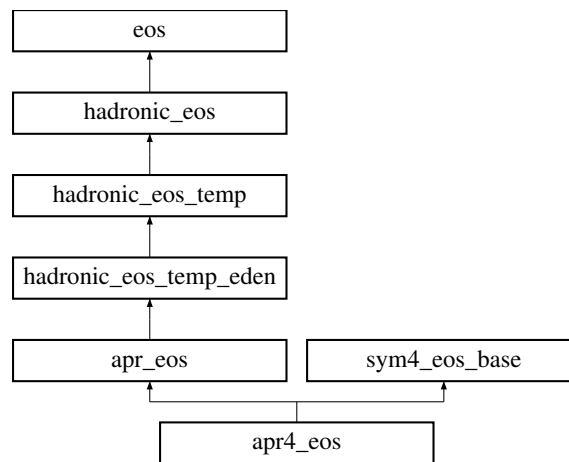 eos
hadronic_eos
hadronic_eos_temp
hadronic_eos_temp_eden
apr_eos
sym4_eos_base
apr4_eos